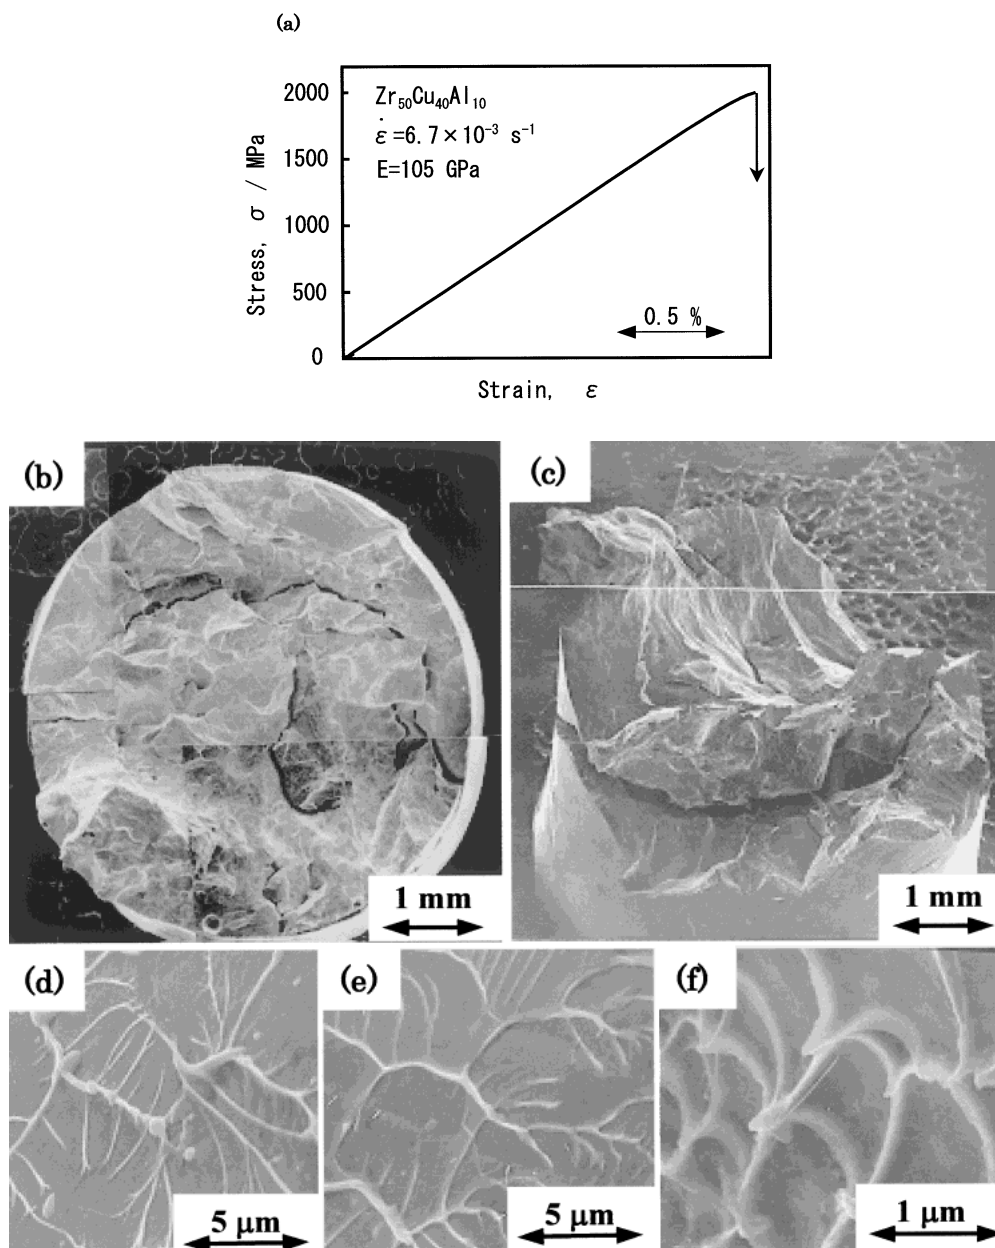 (a)
Zr50Cu40Al10
ε̇=6.7×10-3 s-1
E=105 GPa
2000
1500
1000
500
0
Stress, σ / MPa
0.5 %
Strain, ε
(b)
1 mm
(c)
1 mm
(d)
5 μm
(e)
5 μm
(f)
1 μm